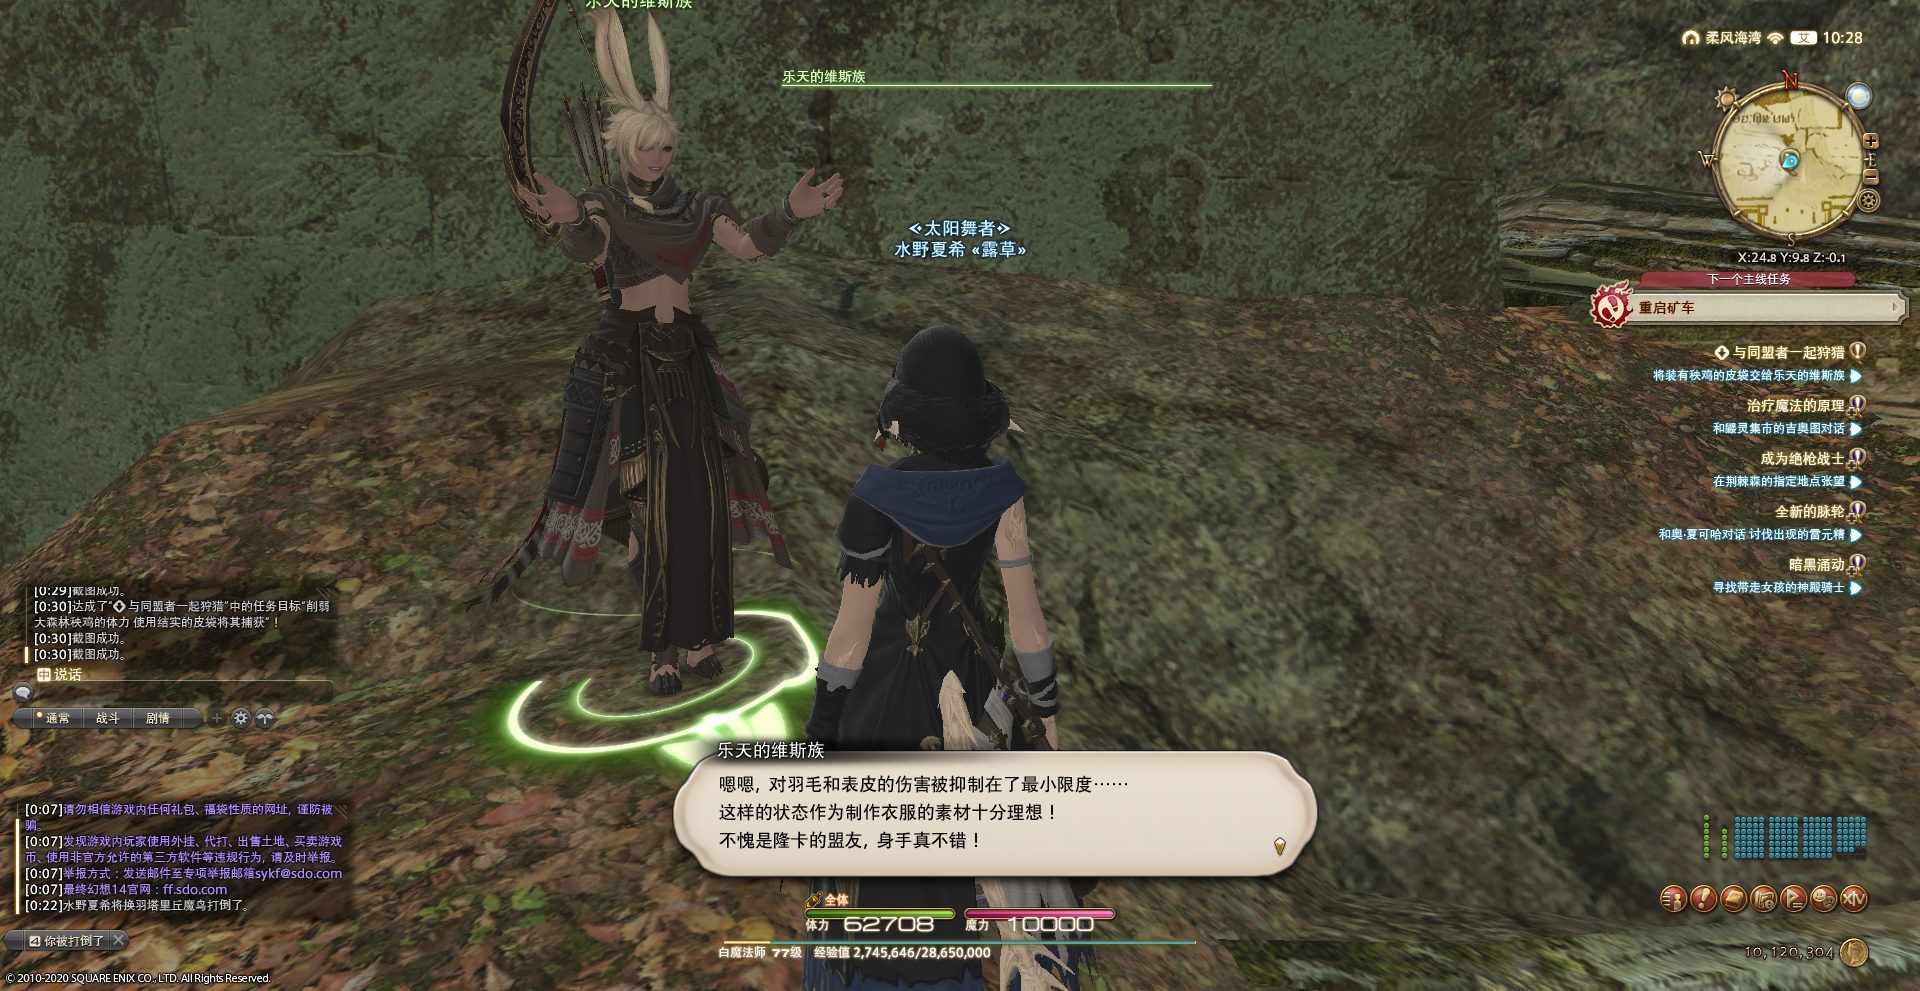 乐天的维斯族
乐天的维斯族
太阳舞者
水野夏希 «露草»
柔风海湾 艾 10:28
N
W
E
S
X:24.8 Y:9.8 Z:-0.1
下一个主线任务
重启矿车
与同盟者一起狩猎
将装有秧鸡的皮袋交给乐天的维斯族
治疗魔法的原理
和鼹灵集市的吉奥图对话
成为绝枪战士
在荆棘森的指定地点张望
全新的脉轮
和奥·夏可哈对话 讨伐出现的雷元精
暗黑涌动
寻找带走女孩的神殿骑士
[0:29]截图成功。
[0:30]达成了“与同盟者一起狩猎”中的任务目标“削弱
大森林秧鸡的体力 使用结实的皮袋将其捕获”！
[0:30]截图成功。
[0:30]截图成功。
说话
通常 战斗 剧情
[0:07]请勿相信游戏内任何礼包、福袋性质的网址，谨防被
骗。
[0:07]发现游戏内玩家使用外挂、代打、出售土地、买卖游戏
币、使用非官方允许的第三方软件等违规行为，请及时举报。
[0:07]举报方式：发送邮件至专项举报邮箱sykf@sdo.com
[0:07]最终幻想14官网：ff.sdo.com
[0:22]水野夏希将换羽塔里丘魔鸟打倒了。
4 你被打倒了
© 2010-2020 SQUARE ENIX CO., LTD. All Rights Reserved.
乐天的维斯族
嗯嗯，对羽毛和表皮的伤害被抑制在了最小限度……
这样的状态作为制作衣服的素材十分理想！
不愧是隆卡的盟友，身手真不错！
全体
体力 62708 魔力 10000
白魔法师 77级 经验值 2,745,646/28,650,000
XIV
10,120,304